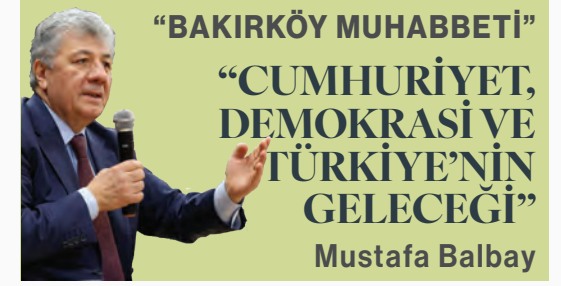 “BAKIRKÖY MUHABBETİ”
“CUMHURİYET,
DEMOKRASİ VE
TÜRKİYE’NİN
GELECEĞİ”
Mustafa Balbay